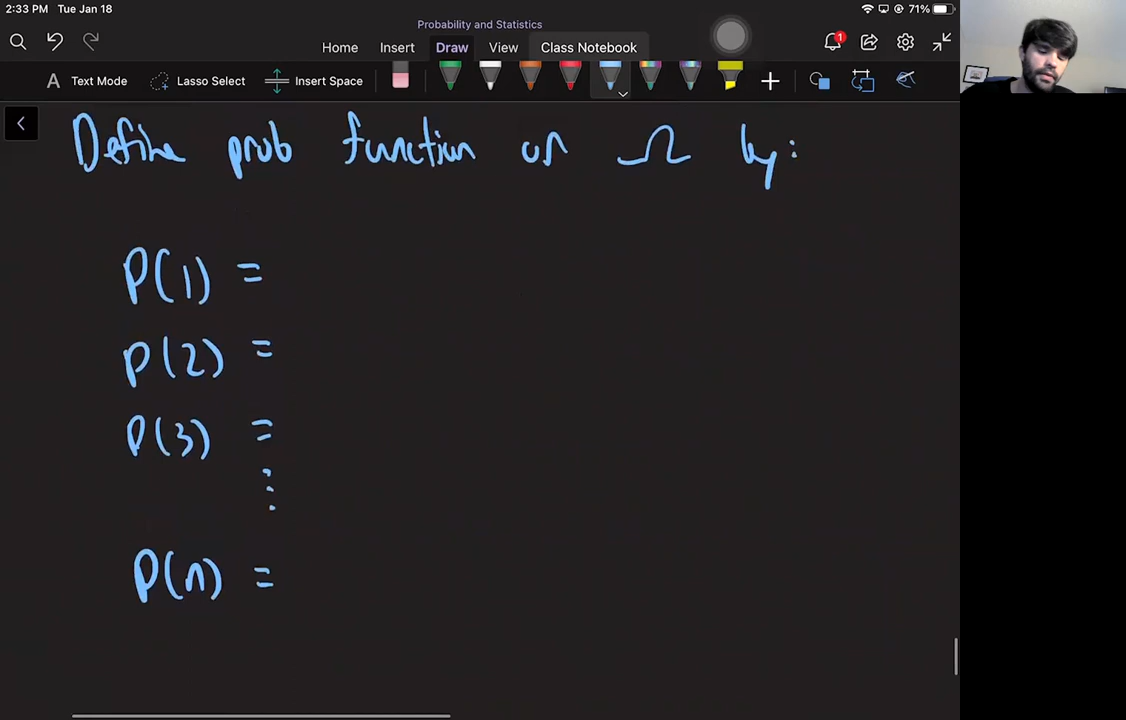 2:33 PM Tue Jan 18
71%
Probability and Statistics
Home Insert Draw View Class Notebook
1
Text Mode Lasso Select Insert Space
Define prob function on Ω by:
P(1) =
P(2) =
P(3) =
⋮
P(n) =